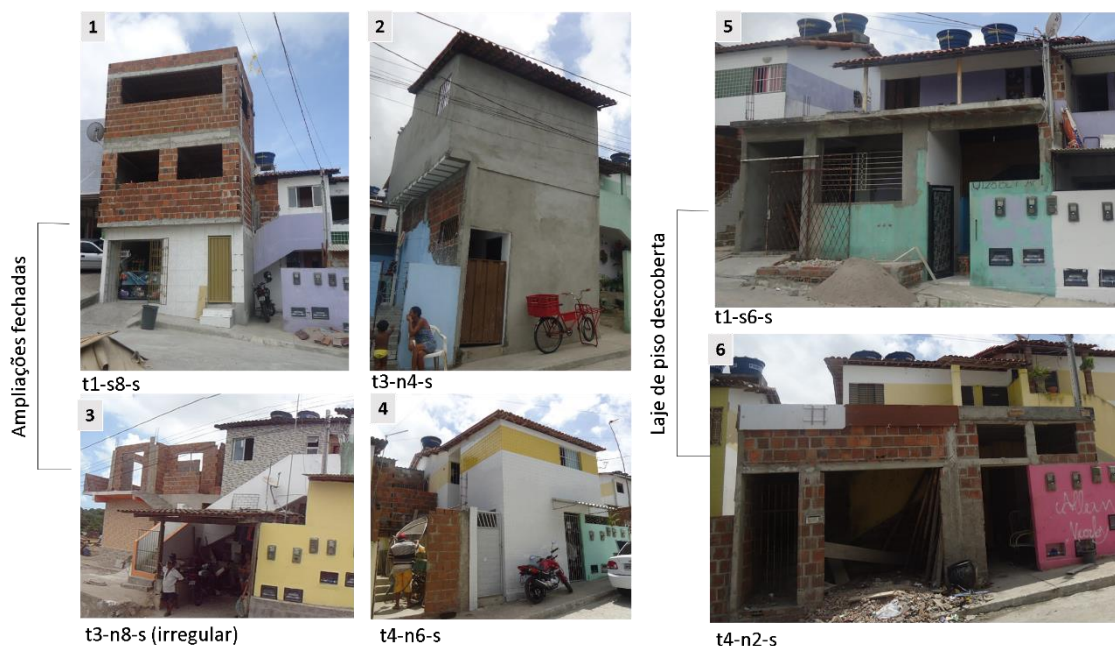 Ampliações fechadas
1
t1-s8-s
2
t3-n4-s
3
t3-n8-s (irregular)
4
t4-n6-s
Laje de piso descoberta
5
t1-s6-s
6
t4-n2-s